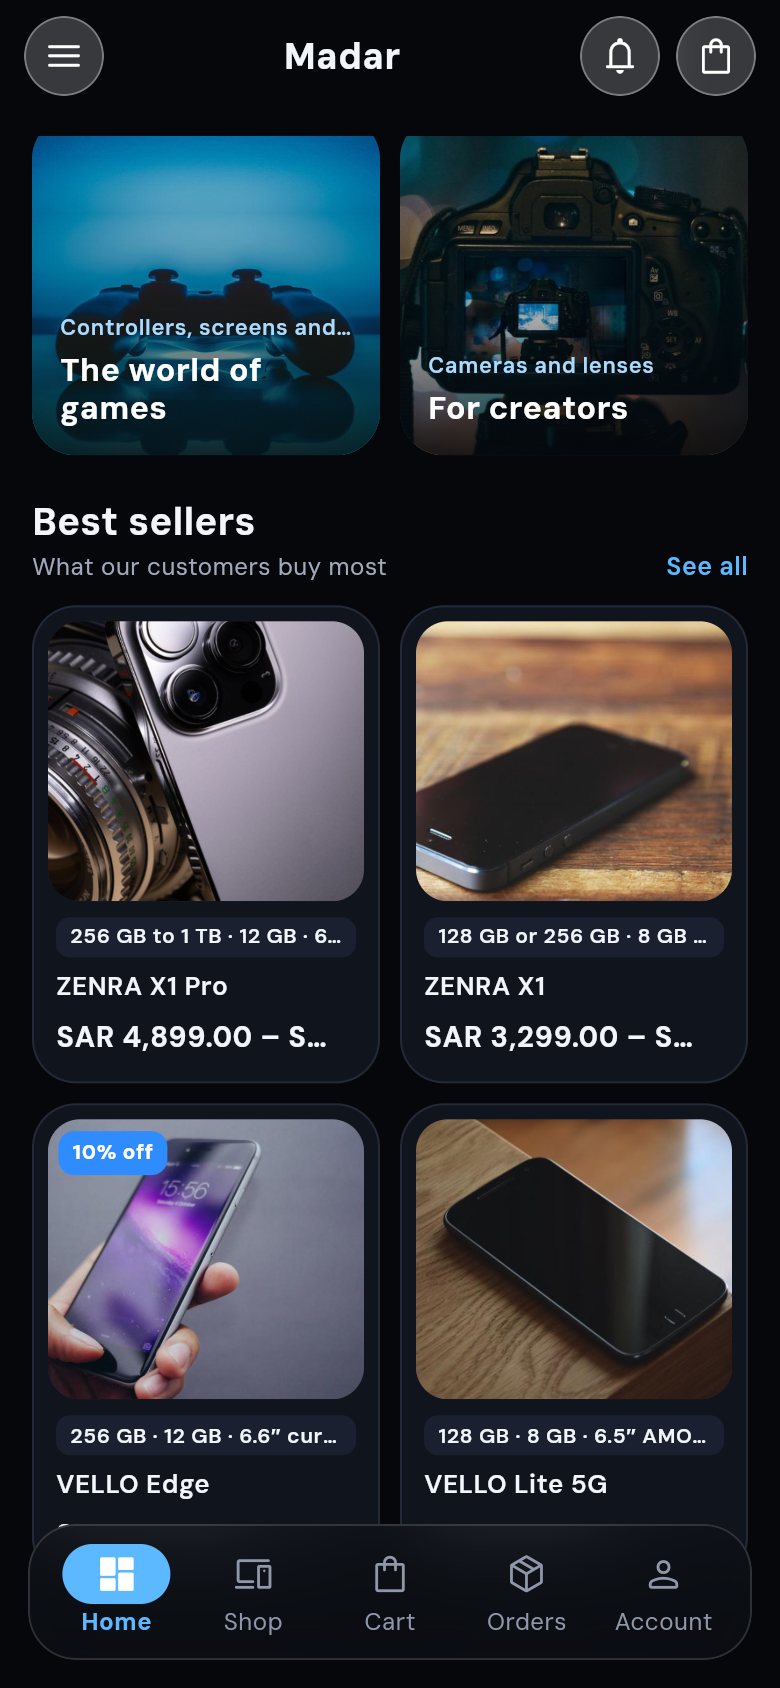 Madar
Controllers, screens and…
The world of
games
Cameras and lenses
For creators
Best sellers
What our customers buy most
See all
256 GB to 1 TB · 12 GB · 6…
128 GB or 256 GB · 8 GB …
ZENRA X1 Pro
ZENRA X1
SAR 4,899.00 – S…
SAR 3,299.00 – S…
10% off
15:56
256 GB · 12 GB · 6.6″ cur…
128 GB · 8 GB · 6.5″ AMO…
VELLO Edge
VELLO Lite 5G
Home
Shop
Cart
Orders
Account